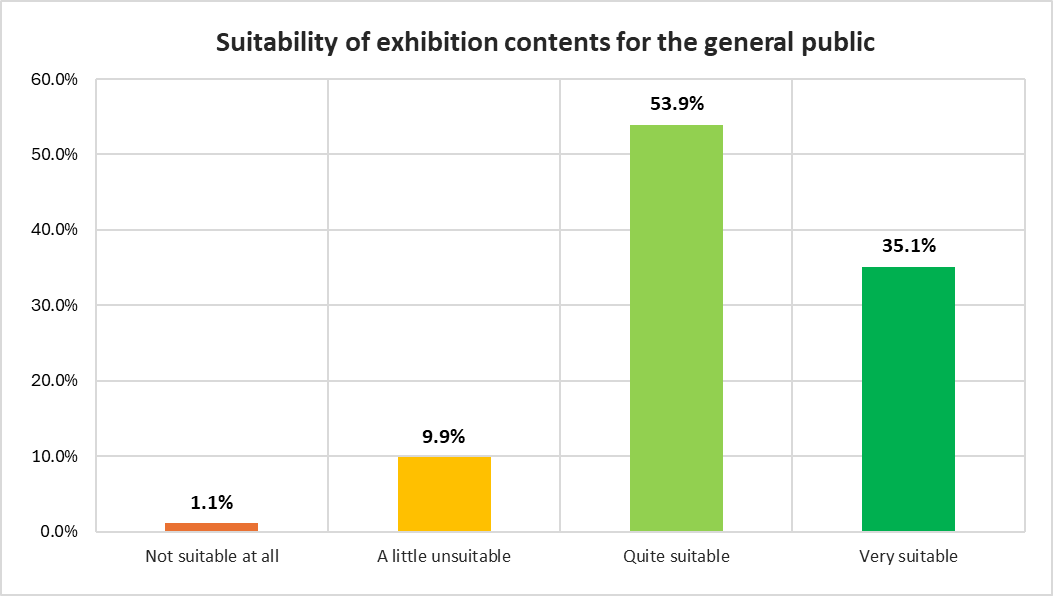 Suitability of exhibition contents for the general public
60.0%
50.0%
40.0%
30.0%
20.0%
10.0%
0.0%
1.1%
9.9%
53.9%
35.1%
Not suitable at all
A little unsuitable
Quite suitable
Very suitable